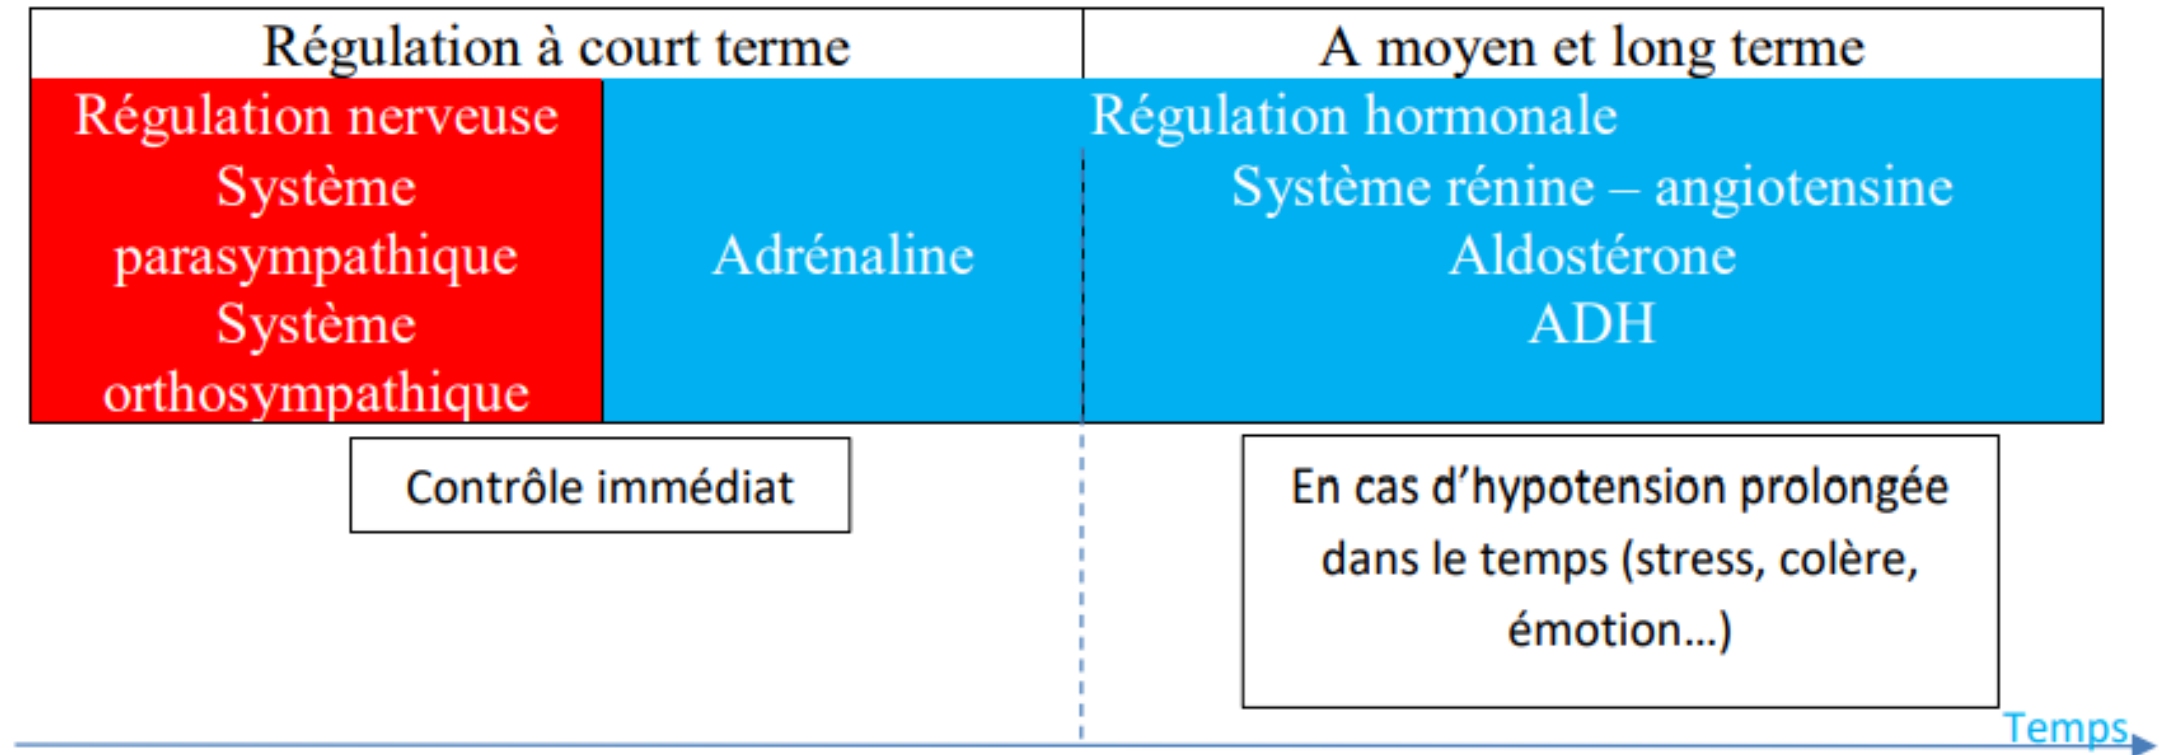 Régulation à court terme
A moyen et long terme
Régulation nerveuse
Système
parasympathique
Système
orthosympathique
Adrénaline
Régulation hormonale
Système rénine – angiotensine
Aldostérone
ADH
Contrôle immédiat
En cas d’hypotension prolongée
dans le temps (stress, colère,
émotion…)
Temps